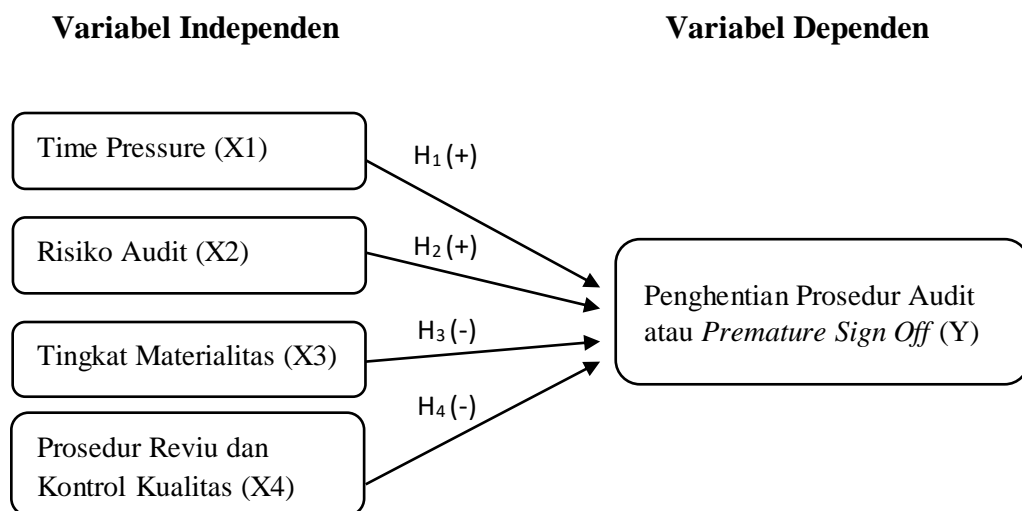 Variabel Independen
Variabel Dependen
Time Pressure (X1)
H1 (+)
Risiko Audit (X2)
H2 (+)
Tingkat Materialitas (X3)
H3 (-)
Prosedur Reviu dan
Kontrol Kualitas (X4)
H4 (-)
Penghentian Prosedur Audit
atau Premature Sign Off (Y)